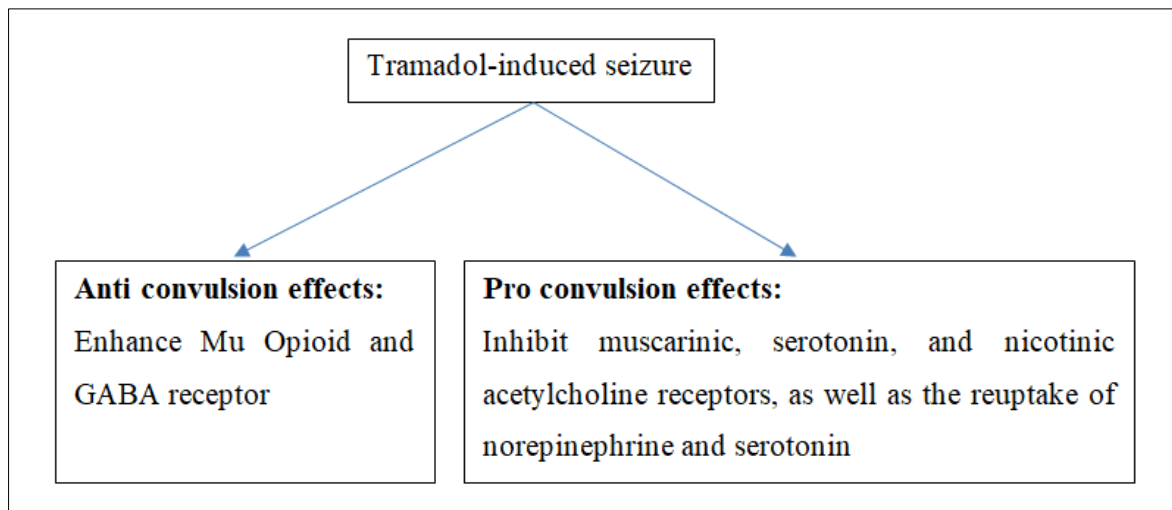 Tramadol-induced seizure
Anti convulsion effects:
Enhance Mu Opioid and
GABA receptor
Pro convulsion effects:
Inhibit muscarinic, serotonin, and nicotinic
acetylcholine receptors, as well as the reuptake of
norepinephrine and serotonin